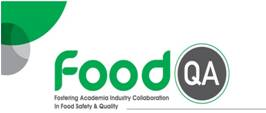 Food QA
Fostering Academia Industry Collaboration
In Food Safety & Quality